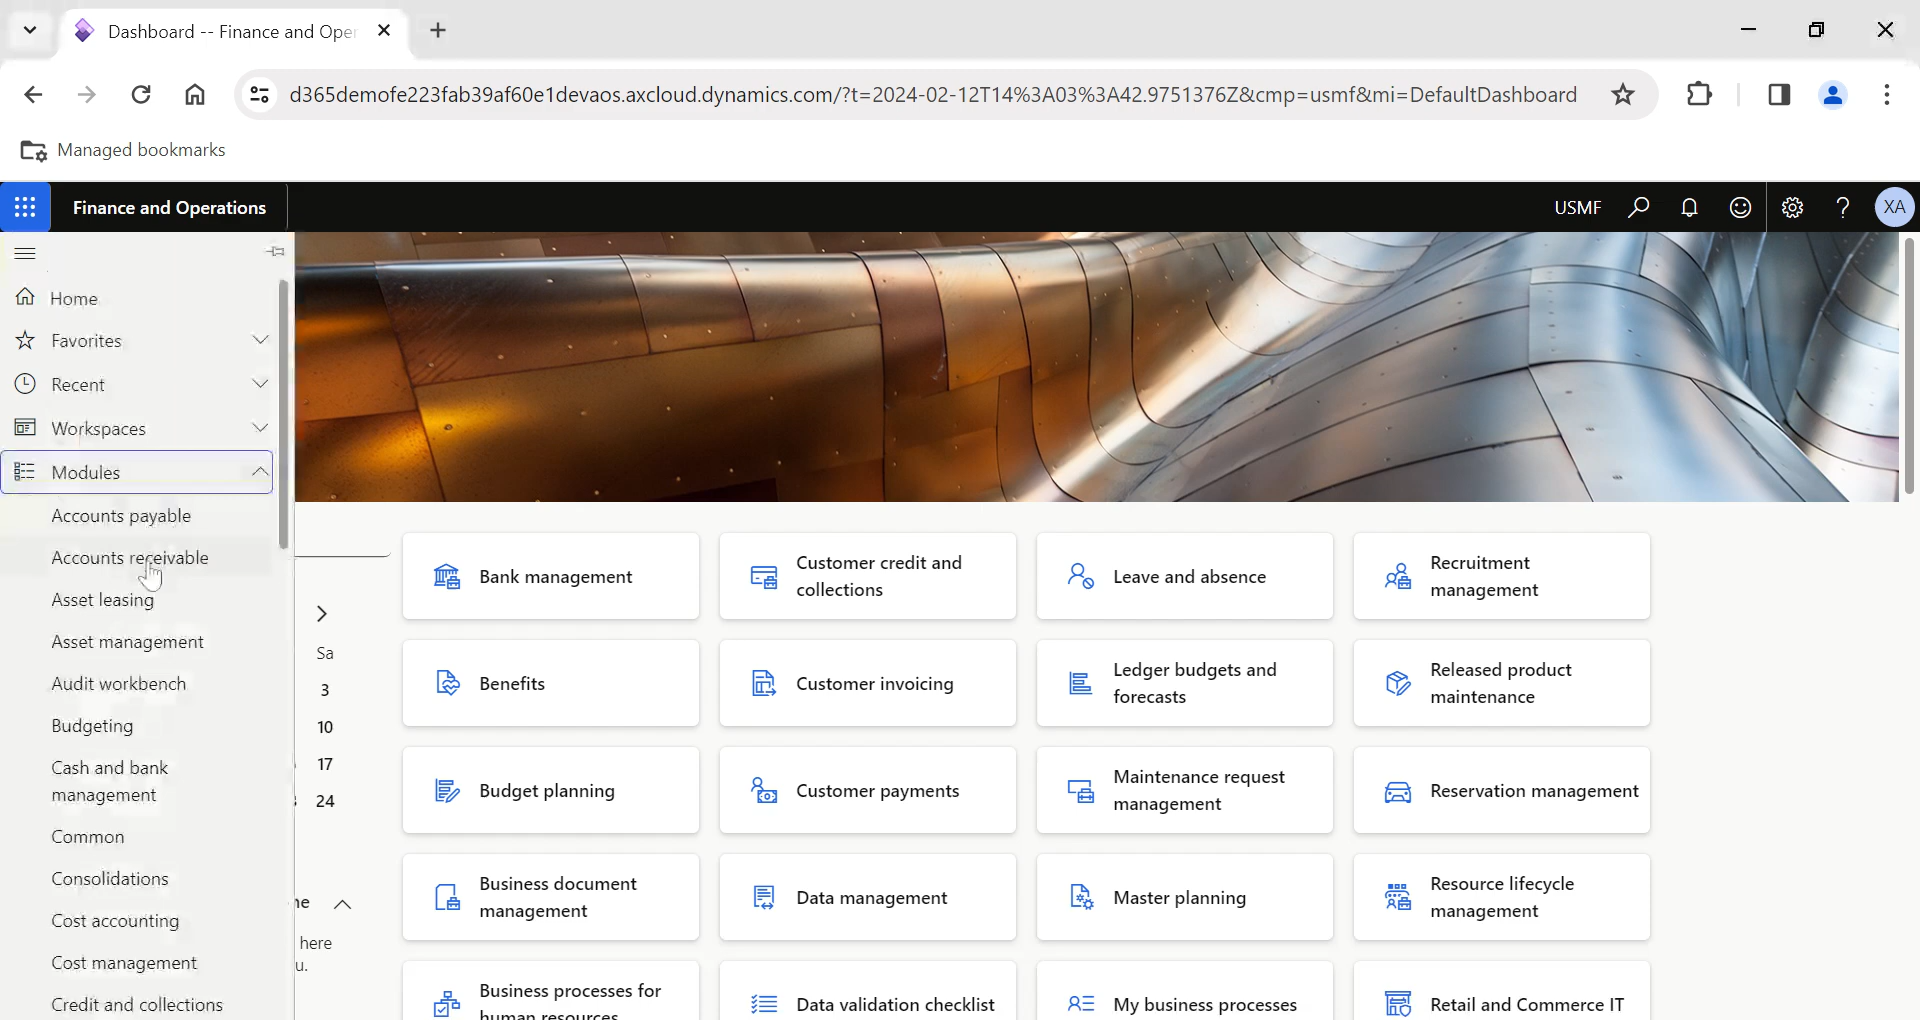 Dashboard -- Finance and Oper
d365demofe223fab39af60e1devaos.axcloud.dynamics.com/?t=2024-02-12T14%3A03%3A42.9751376Z&cmp=usmf&mi=DefaultDashboard
Managed bookmarks
Finance and Operations
USMF
?
XA
Home
Favorites
Recent
Workspaces
Modules
Accounts payable
Accounts receivable
Asset leasing
Asset management
Audit workbench
Budgeting
Cash and bank
management
Common
Consolidations
Cost accounting
Cost management
Credit and collections
Sa
3
10
17
24
ne
here
u.
Bank management
Customer credit and
collections
Leave and absence
Recruitment
management
Benefits
Customer invoicing
Ledger budgets and
forecasts
Released product
maintenance
Budget planning
Customer payments
Maintenance request
management
Reservation management
Business document
management
Data management
Master planning
Resource lifecycle
management
Business processes for
human resources
Data validation checklist
My business processes
Retail and Commerce IT